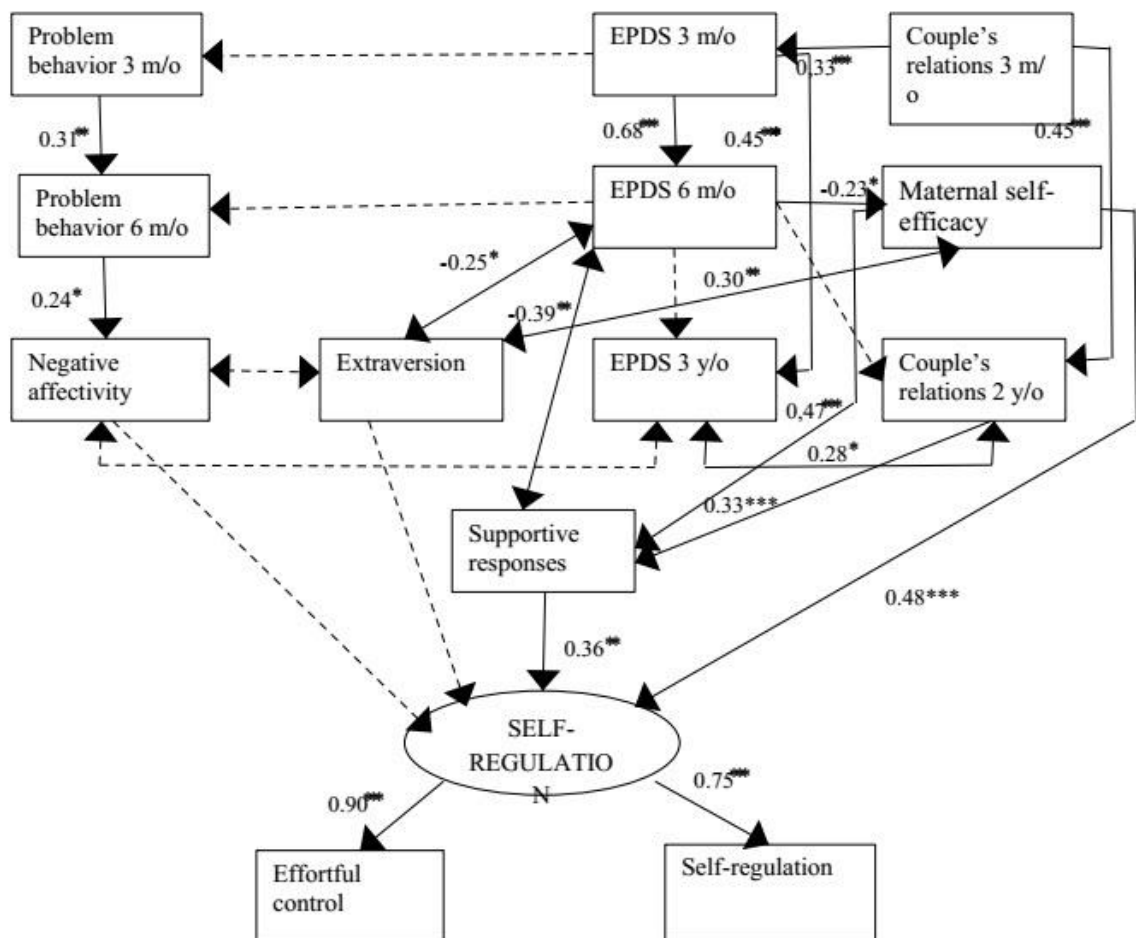 Problem
behavior 3 m/o
EPDS 3 m/o
Couple's
relations 3 m/
o
0,33***
0.31**
0.68***
0.45***
0.45***
Problem
behavior 6 m/o
EPDS 6 m/o
-0.23*
Maternal self-
efficacy
-0.25*
0.30**
0.24*
-0.39**
Negative
affectivity
Extraversion
EPDS 3 y/o
Couple's
relations 2 y/o
0,47***
0.28*
0.33***
Supportive
responses
0.48***
0.36**
SELF-
REGULATIO
N
0.90***
0.75***
Effortful
control
Self-regulation